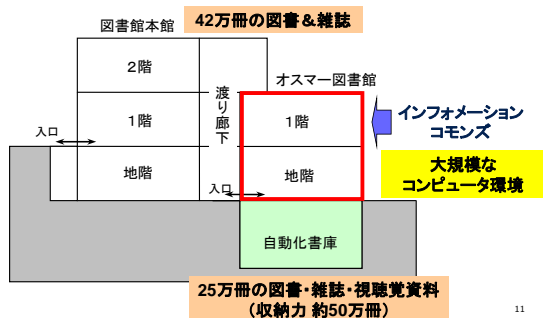 図書館本館
42万冊の図書&雑誌
2階
渡り廊下
オスマー図書館
1階
1階
インフォメーション
コモンズ
入口
地階
入口
地階
大規模な
コンピュータ環境
自動化書庫
25万冊の図書・雑誌・視聴覚資料
(収納力 約50万冊)
11